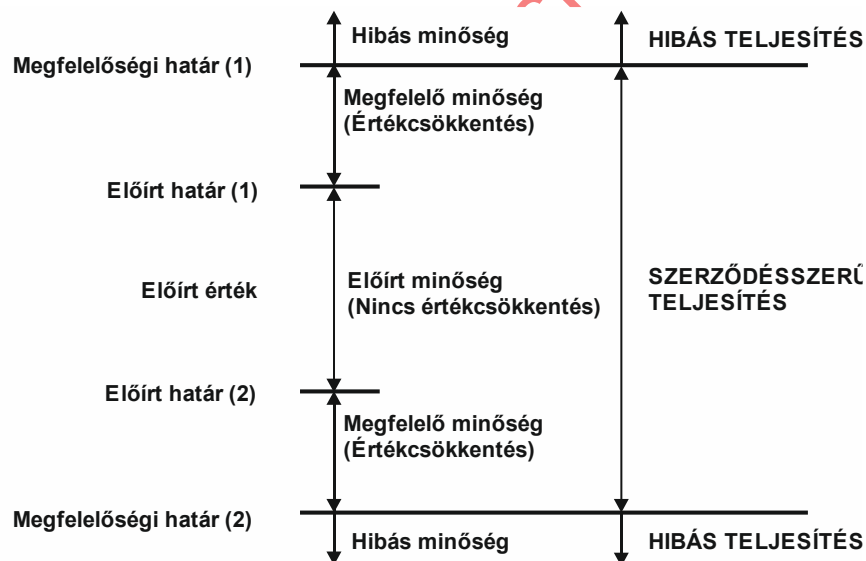 Hibás minőség
HIBÁS TELJESÍTÉS
Megfelelőségi határ (1)
Megfelelő minőség
(Értékcsökkentés)
Előírt határ (1)
Előírt érték
Előírt minőség
(Nincs értékcsökkentés)
SZERZŐDÉSSZERŰ
TELJESÍTÉS
Előírt határ (2)
Megfelelő minőség
(Értékcsökkentés)
Megfelelőségi határ (2)
Hibás minőség
HIBÁS TELJESÍTÉS